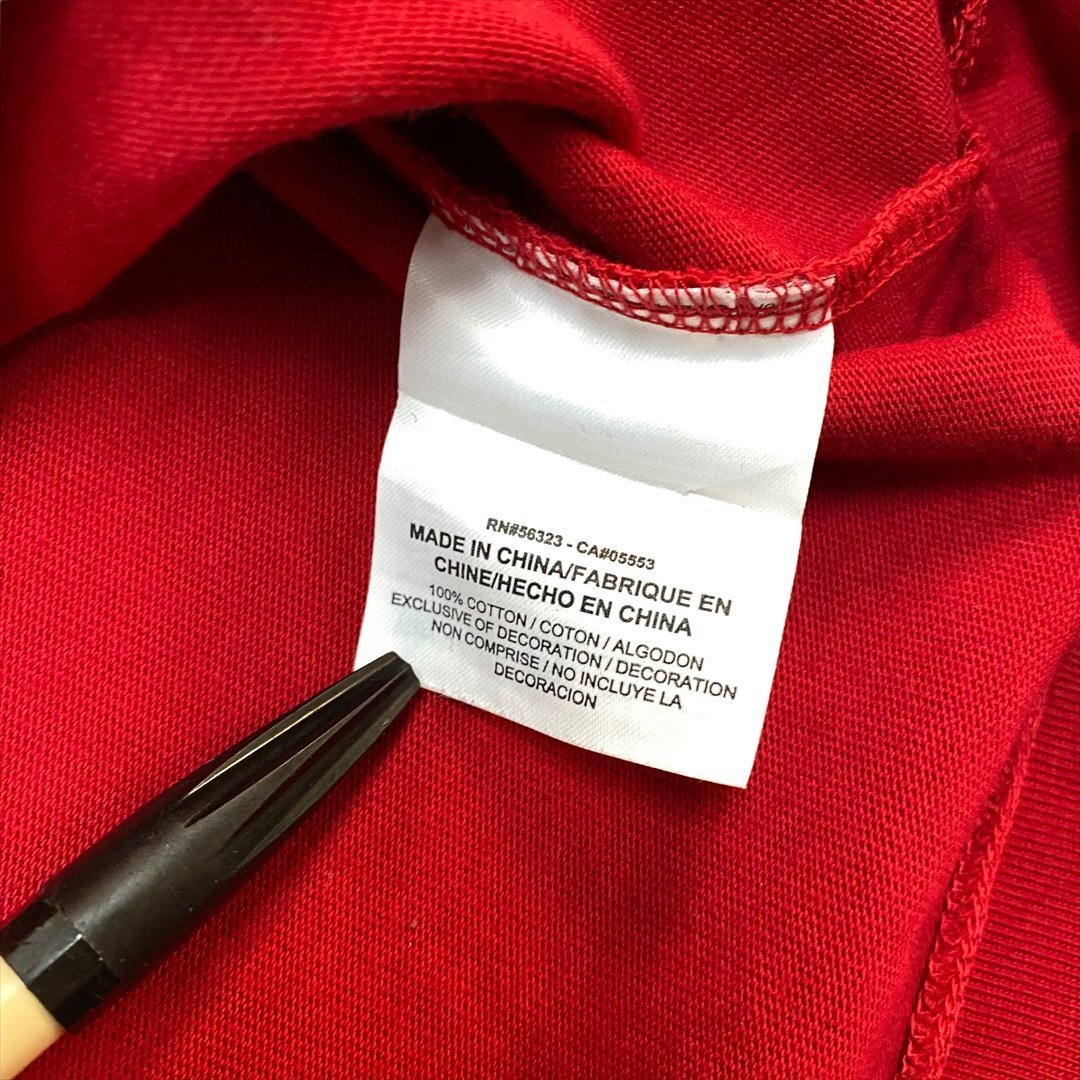 RN#56323 - CA#05553
MADE IN CHINA/FABRIQUE EN
CHINE/HECHO EN CHINA
100% COTTON / COTON / ALGODON
EXCLUSIVE OF DECORATION / DECORATION
NON COMPRISE / NO INCLUYE LA
DECORACION